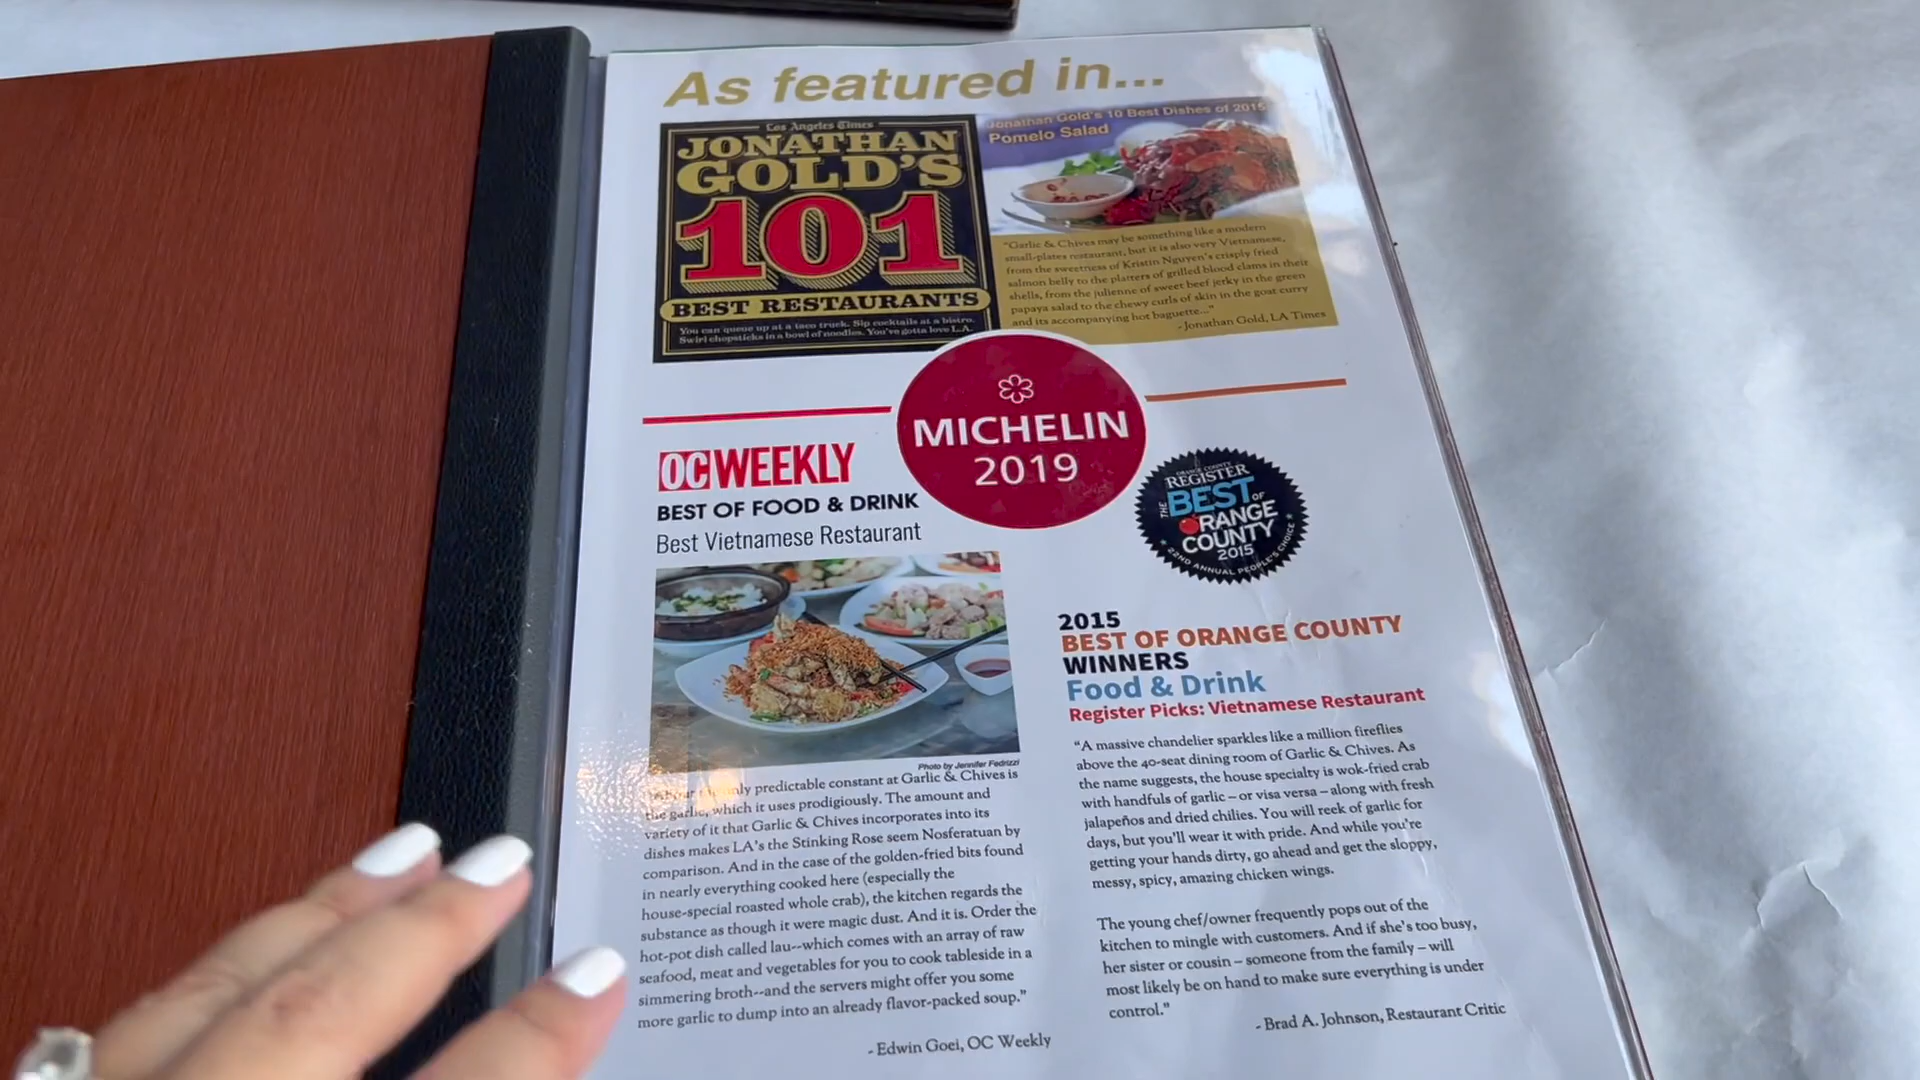 As featured in...
Los Angeles Times
JONATHAN
GOLD'S
101
BEST RESTAURANTS
You can queue up at a taco truck. Sip cocktails at a bistro.
Swirl chopsticks in a bowl of noodles. You've gotta love L.A.
Jonathan Gold's 10 Best Dishes of 2015
Pomelo Salad
"Garlic & Chives may be something like a modern
small-plates restaurant, but it is also very Vietnamese,
from the sweetness of Kristin Nguyen's crisply fried
salmon belly to the platters of grilled blood clams in their
shells, from the julienne of sweet beef jerky in the green
papaya salad to the chewy curls of skin in the goat curry
and its accompanying hot baguette..."
- Jonathan Gold, LA Times
MICHELIN
2019
OC WEEKLY
BEST OF FOOD & DRINK
Best Vietnamese Restaurant
Photo by Jennifer Fedrizzi
only predictable constant at Garlic & Chives is
the garlic, which it uses prodigiously. The amount and
variety of it that Garlic & Chives incorporates into its
dishes makes LA's the Stinking Rose seem Nosferatuan by
comparison. And in the case of the golden-fried bits found
in nearly everything cooked here (especially the
house-special roasted whole crab), the kitchen regards the
substance as though it were magic dust. And it is. Order the
hot-pot dish called lau--which comes with an array of raw
seafood, meat and vegetables for you to cook tableside in a
simmering broth--and the servers might offer you some
more garlic to dump into an already flavor-packed soup."
- Edwin Goei, OC Weekly
ORANGE COUNTY
REGISTER
THE BEST OF
ORANGE
COUNTY
2015
22ND ANNUAL PEOPLE'S CHOICE
2015
BEST OF ORANGE COUNTY
WINNERS
Food & Drink
Register Picks: Vietnamese Restaurant
"A massive chandelier sparkles like a million fireflies
above the 40-seat dining room of Garlic & Chives. As
the name suggests, the house specialty is wok-fried crab
with handfuls of garlic – or visa versa – along with fresh
jalapeños and dried chilies. You will reek of garlic for
days, but you'll wear it with pride. And while you're
getting your hands dirty, go ahead and get the sloppy,
messy, spicy, amazing chicken wings.
The young chef/owner frequently pops out of the
kitchen to mingle with customers. And if she's too busy,
her sister or cousin – someone from the family – will
most likely be on hand to make sure everything is under
control."
- Brad A. Johnson, Restaurant Critic